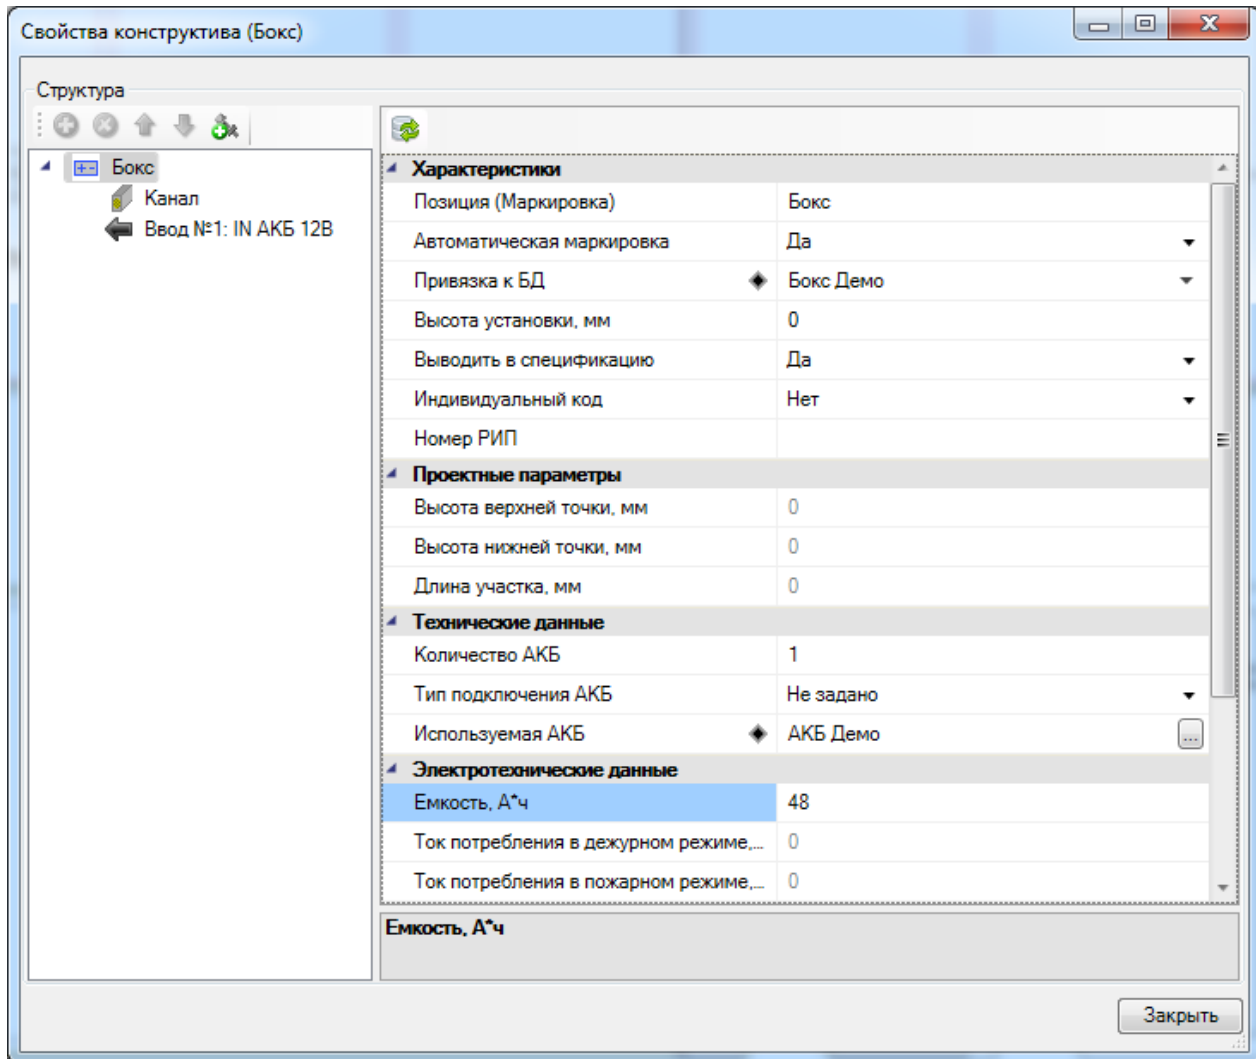 Свойства конструктива (Бокс)
Структура
Бокс
Канал
Ввод №1: IN АКБ 12В
Характеристики
Позиция (Маркировка) Бокс
Автоматическая маркировка Да
Привязка к БД Бокс Демо
Высота установки, мм 0
Выводить в спецификацию Да
Индивидуальный код Нет
Номер РИП
Проектные параметры
Высота верхней точки, мм 0
Высота нижней точки, мм 0
Длина участка, мм 0
Технические данные
Количество АКБ 1
Тип подключения АКБ Не задано
Используемая АКБ АКБ Демо ...
Электротехнические данные
Емкость, А*ч 48
Ток потребления в дежурном режиме,... 0
Ток потребления в пожарном режиме,... 0
Емкость, А*ч
Закрыть